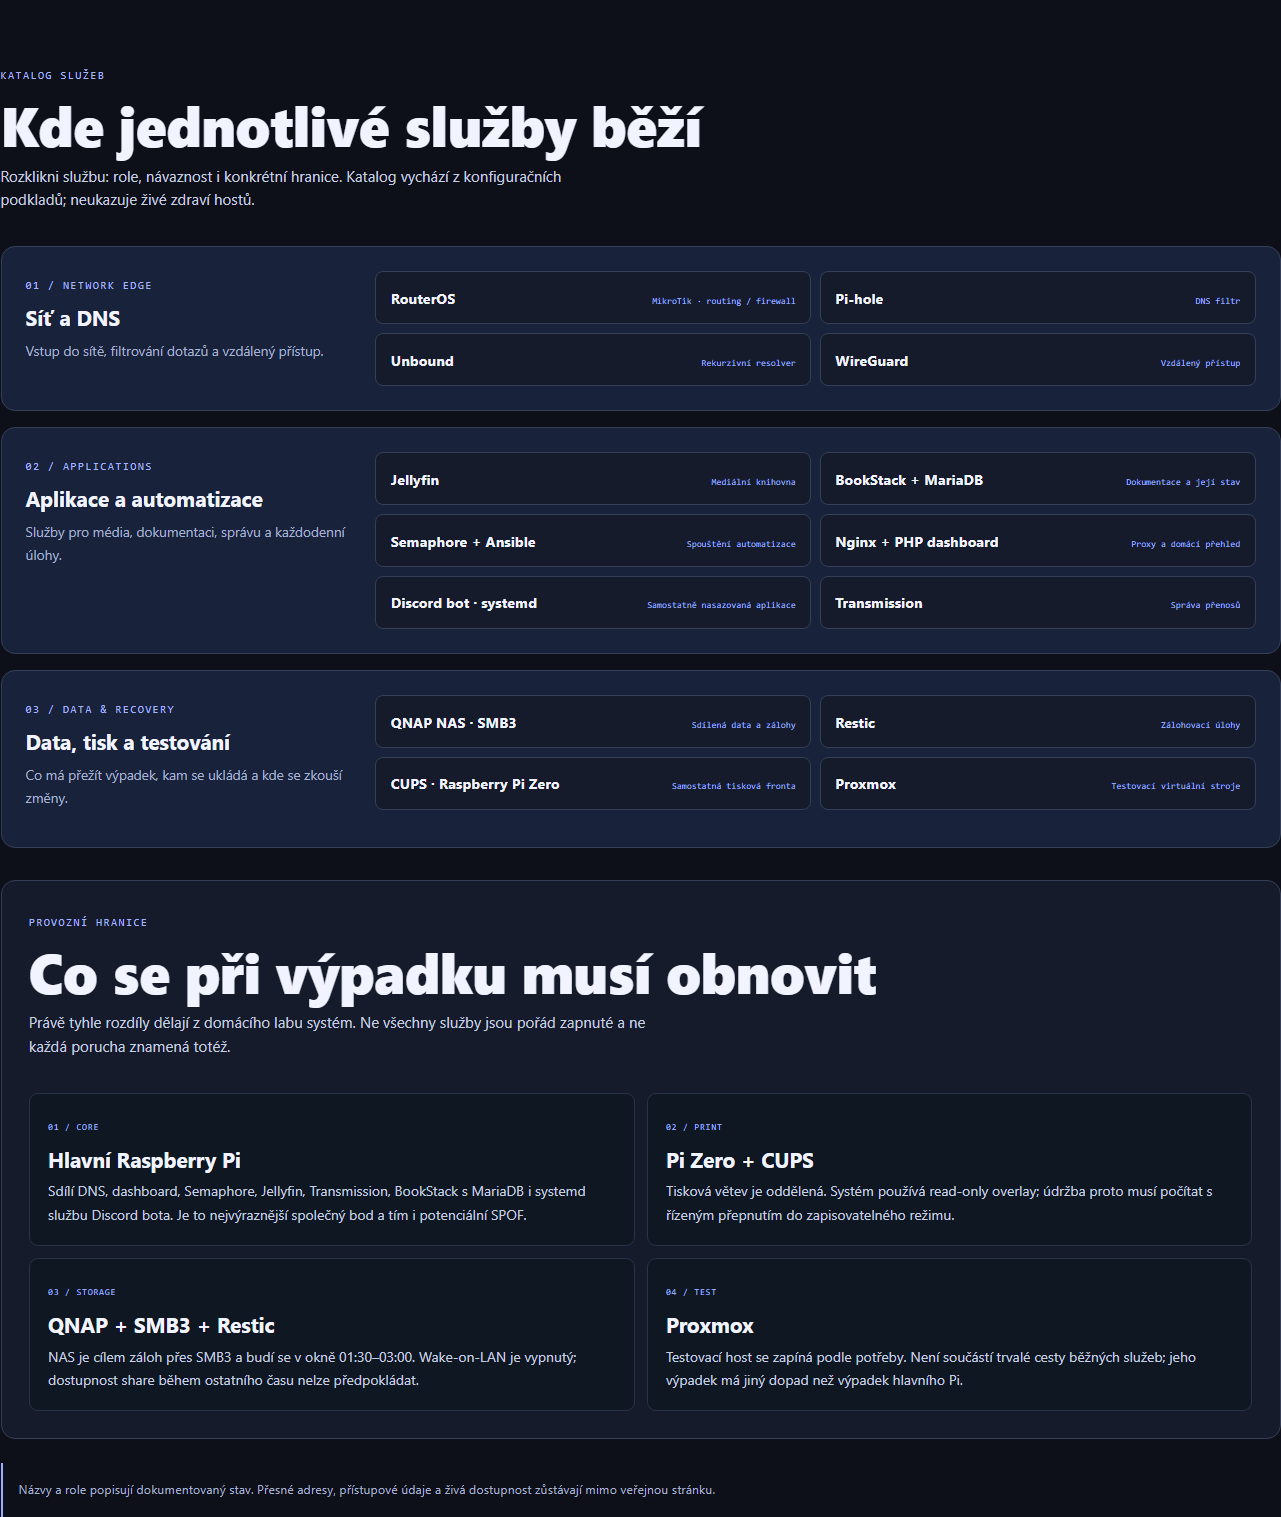 KATALOG SLUŽEB
Kde jednotlivé služby běží
Rozklikni službu: role, návaznost i konkrétní hranice. Katalog vychází z konfiguračních
podkladů; neukazuje živé zdraví hostů.
01 / NETWORK EDGE
Síť a DNS
Vstup do sítě, filtrování dotazů a vzdálený přístup.
RouterOS
MikroTik · routing / firewall
Pi-hole
DNS filtr
Unbound
Rekurzivní resolver
WireGuard
Vzdálený přístup
02 / APPLICATIONS
Aplikace a automatizace
Služby pro média, dokumentaci, správu a každodenní
úlohy.
Jellyfin
Mediální knihovna
BookStack + MariaDB
Dokumentace a její stav
Semaphore + Ansible
Spouštění automatizace
Nginx + PHP dashboard
Proxy a domácí přehled
Discord bot · systemd
Samostatně nasazovaná aplikace
Transmission
Správa přenosů
03 / DATA & RECOVERY
Data, tisk a testování
Co má přežít výpadek, kam se ukládá a kde se zkouší
změny.
QNAP NAS · SMB3
Sdílená data a zálohy
Restic
Zálohovací úlohy
CUPS · Raspberry Pi Zero
Samostatná tisková fronta
Proxmox
Testovací virtuální stroje
PROVOZNÍ HRANICE
Co se při výpadku musí obnovit
Právě tyhle rozdíly dělají z domácího labu systém. Ne všechny služby jsou pořád zapnuté a ne
každá porucha znamená totéž.
01 / CORE
Hlavní Raspberry Pi
Sdílí DNS, dashboard, Semaphore, Jellyfin, Transmission, BookStack s MariaDB i systemd
službu Discord bota. Je to nejvýraznější společný bod a tím i potenciální SPOF.
02 / PRINT
Pi Zero + CUPS
Tisková větev je oddělená. Systém používá read-only overlay; údržba proto musí počítat s
řízeným přepnutím do zapisovatelného režimu.
03 / STORAGE
QNAP + SMB3 + Restic
NAS je cílem záloh přes SMB3 a budí se v okně 01:30–03:00. Wake-on-LAN je vypnutý;
dostupnost share během ostatního času nelze předpokládat.
04 / TEST
Proxmox
Testovací host se zapíná podle potřeby. Není součástí trvalé cesty běžných služeb; jeho
výpadek má jiný dopad než výpadek hlavního Pi.
Názvy a role popisují dokumentovaný stav. Přesné adresy, přístupové údaje a živá dostupnost zůstávají mimo veřejnou stránku.